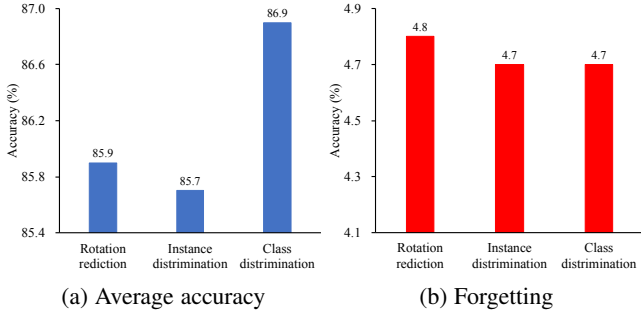 87.0
86.6
86.2
85.8
85.4
Accuracy (%)
85.9
85.7
86.9
Rotation rediction
Instance distrimination
Class distrimination
(a) Average accuracy
4.9
4.7
4.5
4.3
4.1
Accuracy (%)
4.8
4.7
4.7
Rotation rediction
Instance distrimination
Class distrimination
(b) Forgetting